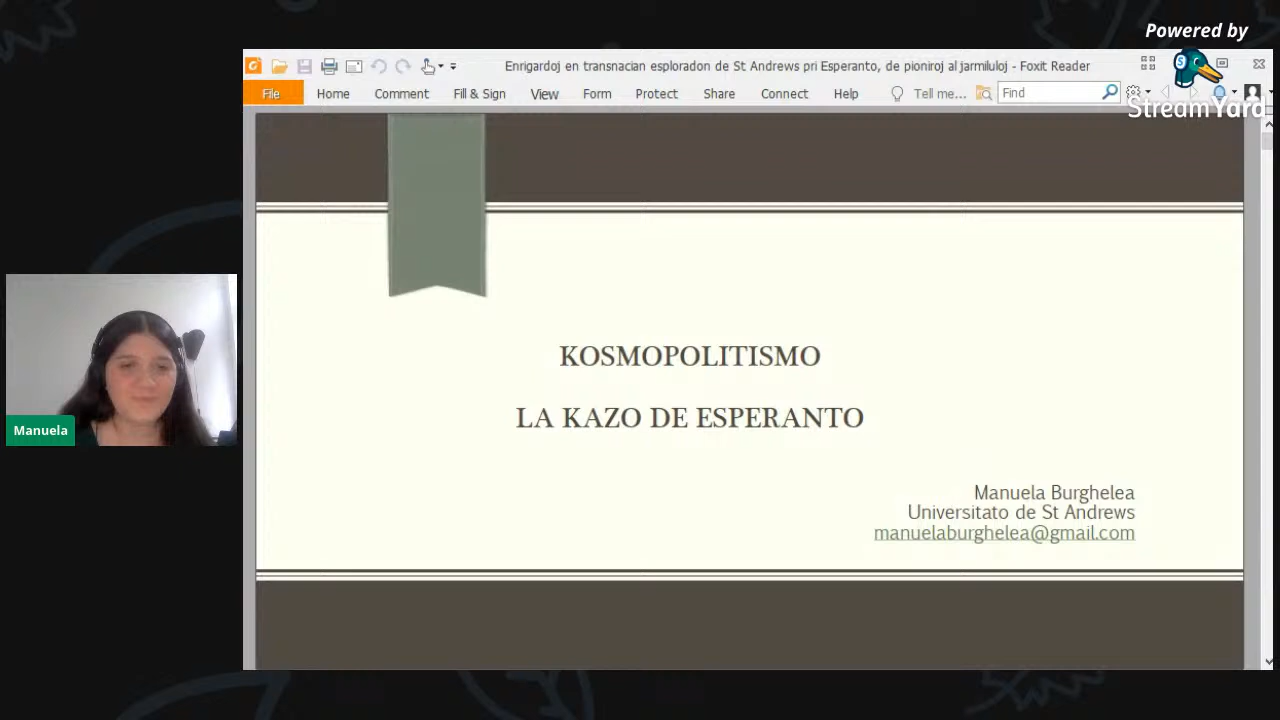 Powered by
StreamYard
Enrigardoj en transnacian esploradon de St Andrews pri Esperanto, de pioniroj al jarmiluloj - Foxit Reader
File Home Comment Fill & Sign View Form Protect Share Connect Help Tell me... Find
KOSMOPOLITISMO
LA KAZO DE ESPERANTO
Manuela Burghelea
Universitato de St Andrews
manuelaburghelea@gmail.com
Manuela